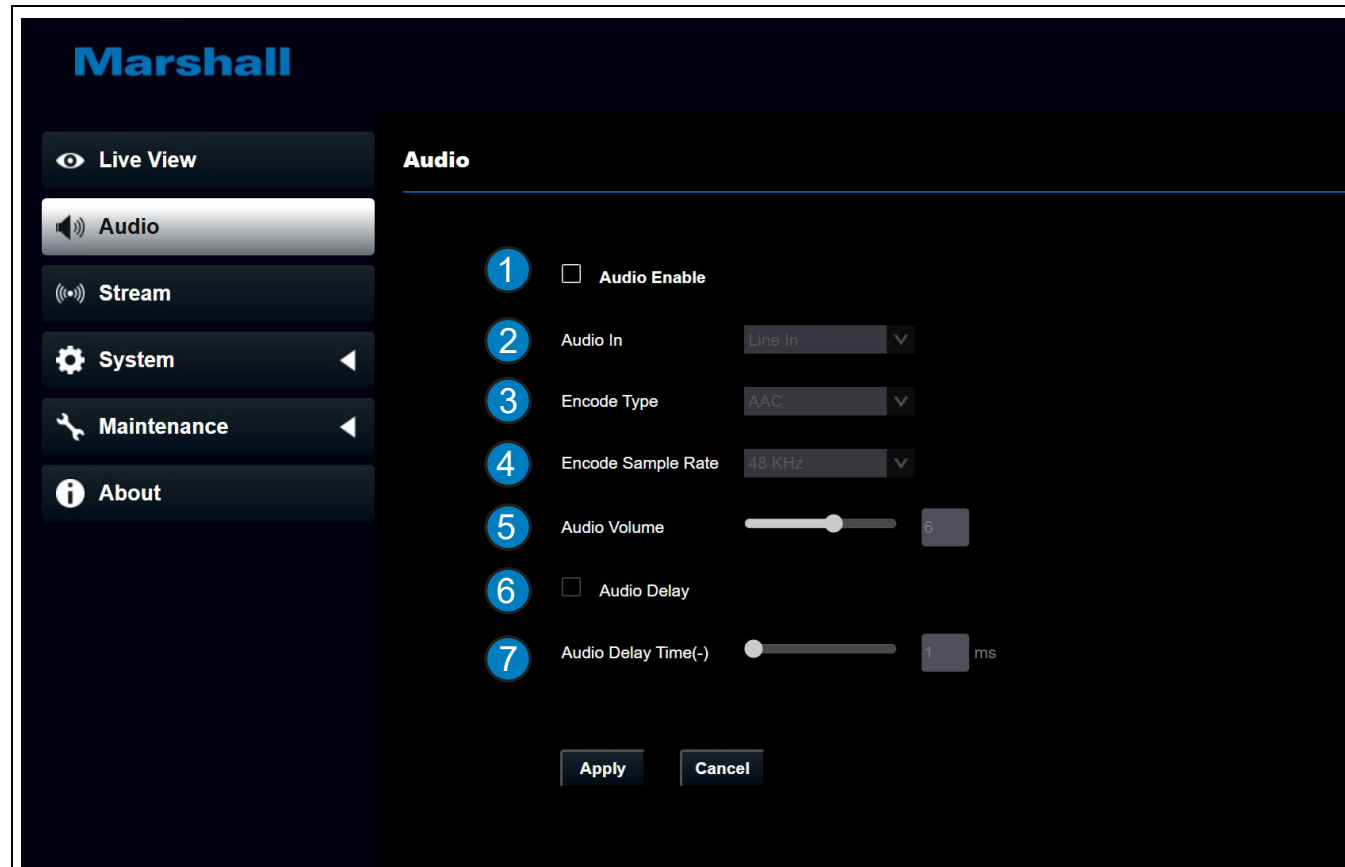 Marshall
Live View
Audio
Stream
System
Maintenance
About
Audio
1 Audio Enable
2 Audio In Line In
3 Encode Type AAC
4 Encode Sample Rate 48 KHz
5 Audio Volume 6
6 Audio Delay
7 Audio Delay Time(-) 1 ms
Apply Cancel